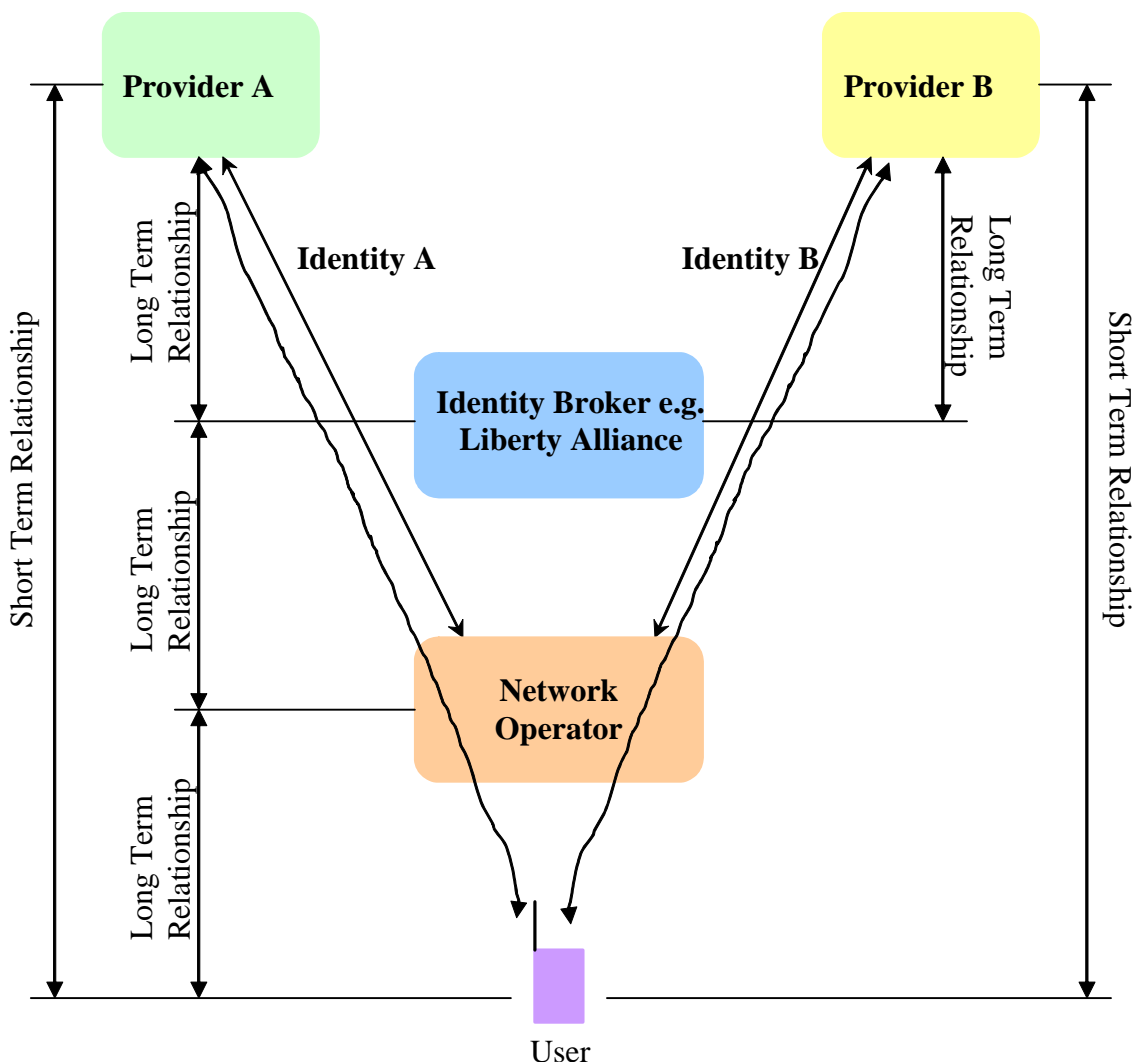 Provider A
Provider B
Long Term
Relationship
Identity A
Identity B
Long Term
Relationship
Short Term Relationship
Short Term Relationship
Identity Broker e.g.
Liberty Alliance
Long Term
Relationship
Network
Operator
Long Term
Relationship
User